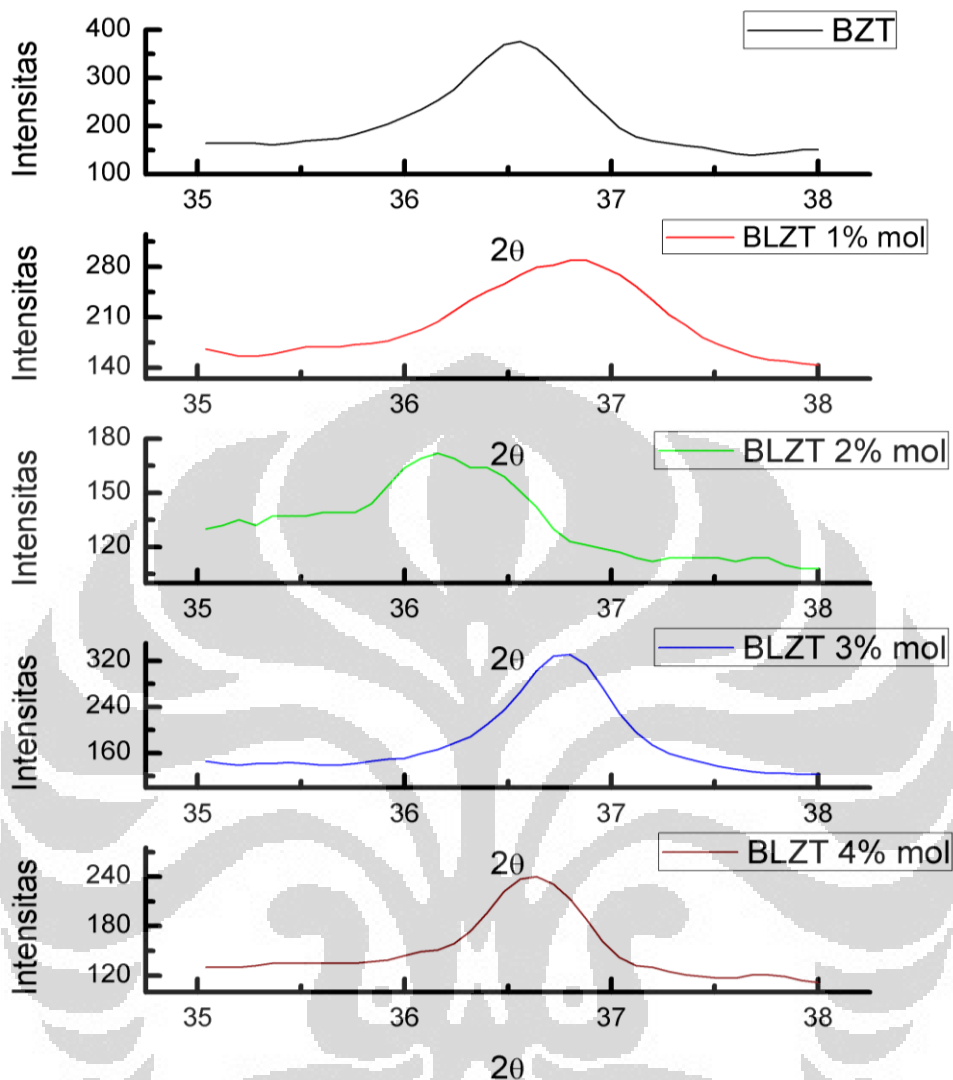 BZT
Intensitas
400
300
200
100
35 36 37 38
2θ
BLZT 1% mol
Intensitas
280
210
140
35 36 37 38
2θ
BLZT 2% mol
Intensitas
180
150
120
35 36 37 38
2θ
BLZT 3% mol
Intensitas
320
240
160
35 36 37 38
2θ
BLZT 4% mol
Intensitas
240
180
120
35 36 37 38
2θ